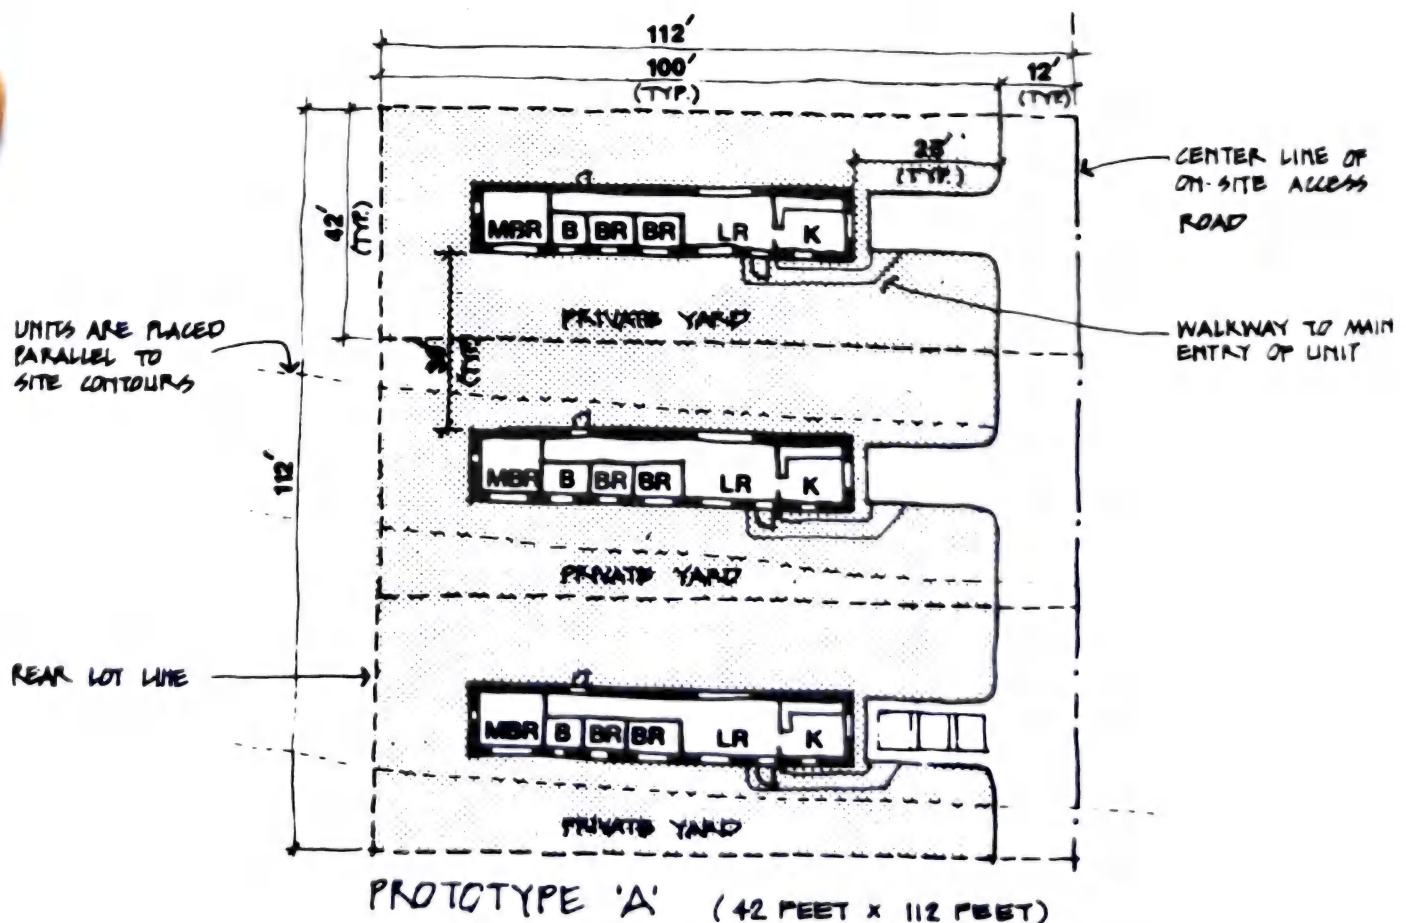 112'
100'
(TYP.)
12'
(TYP.)
25'
(TYP.)
CENTER LINE OF
ON-SITE ACCESS
ROAD
42'
(TYP.)
MBR B BR BR LR K
PRIVATE YARD
UNITS ARE PLACED
PARALLEL TO
SITE CONTOURS
WALKWAY TO MAIN
ENTRY OF UNIT
(TYP.)
112'
MBR B BR BR LR K
PRIVATE YARD
REAR LOT LINE
MBR B BR BR LR K
PRIVATE YARD
PROTOTYPE 'A' (42 FEET X 112 FEET)